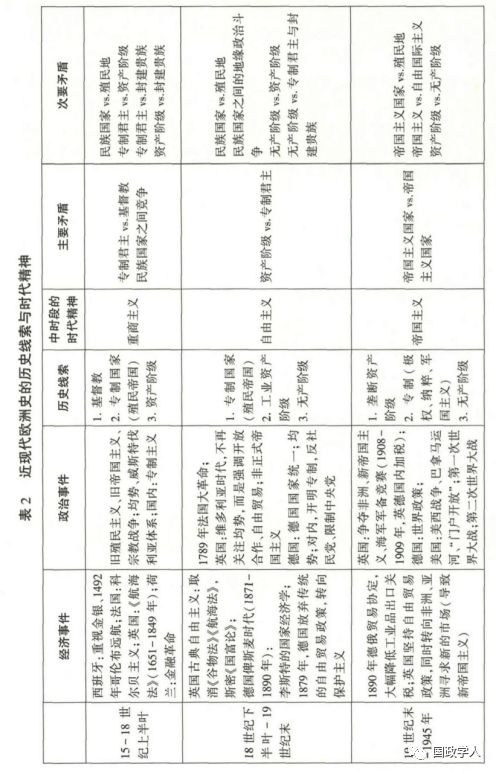 表 2 近现代欧洲史的历史线索与时代精神
经济事件
政治事件
历史线索
中时段的
时代精神
主要矛盾
次要矛盾
15-18 世
纪上半叶
西班牙:重视金银、1492
年哥伦布远航;法国:科
尔贝主义;英国:《航海
法》(1651-1849 年);荷
兰:金融革命
旧殖民主义、旧帝国主义、
宗教战争;均势、威斯特伐
利亚体系;国内:专制主义
1. 基督教
2. 专制国家
(殖民帝国)
3. 资产阶级
重商主义
专制君主 vs. 基督教
民族国家之间竞争
民族国家 vs. 殖民地
专制君主 vs. 资产阶级
专制君主 vs. 封建贵族
资产阶级 vs. 封建贵族
18 世纪下
半叶-19
世纪末
英国古典自由主义:取
消《谷物法》《航海法》,
斯密《国富论》;
德国俾斯麦时代(1871-
1890 年):
李斯特的国家经济学;
1879 年,德国放弃传统
的自由贸易政策,转向
保护主义
1789 年法国大革命;
英国:维多利亚时代,不再
关注均势,而是强调开放
合作、自由贸易;非正式帝
国主义
德国:德国国家统一;均
势;对内,开明专制,反社
民党,限制中央党
1. 专制国家
(殖民帝国)
2. 工业资产
阶级
3. 无产阶级
自由主义
资产阶级 vs. 专制君主
民族国家 vs. 殖民地
民族国家之间的地缘政治斗
争
无产阶级 vs. 资产阶级
无产阶级 vs. 专制君主与封
建贵族
19 世纪末-
1945 年
1890 年德俄贸易协定,
大幅降低工业品出口关
税;英国坚持自由贸易
政策,同时转向非洲、亚
洲寻求新的市场(导致
新帝国主义)
英国:争夺非洲、新帝国主
义、海军军备竞赛(1908-
1909 年,英德国内加税);
德国:世界政策;
美国:美西战争、巴拿马运
河、“门户开放”;第一次世
界大战;第二次世界大战
1. 垄断资产
阶级
2. 专制(极
权、纳粹、军
国主义)
3. 无产阶级
帝国主义
帝国主义国家 vs. 帝国
主义国家
帝国主义国家 vs. 殖民地
帝国主义 vs. 自由国际主义
资产阶级 vs. 无产阶级
国政学人